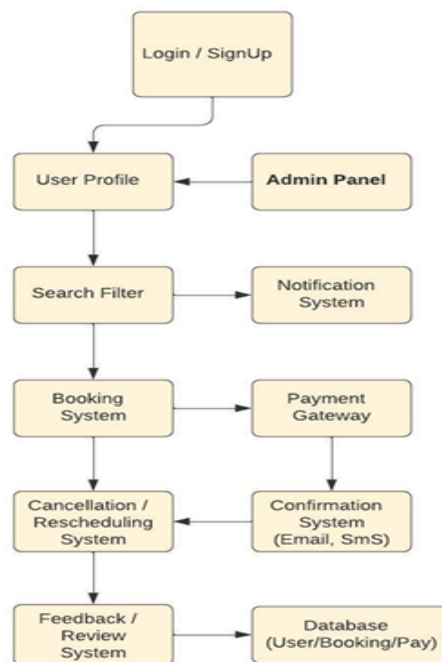 Login / SignUp
User Profile
Admin Panel
Search Filter
Notification
System
Booking
System
Payment
Gateway
Cancellation /
Rescheduling
System
Confirmation
System
(Email, SmS)
Feedback /
Review
System
Database
(User/Booking/Pay)